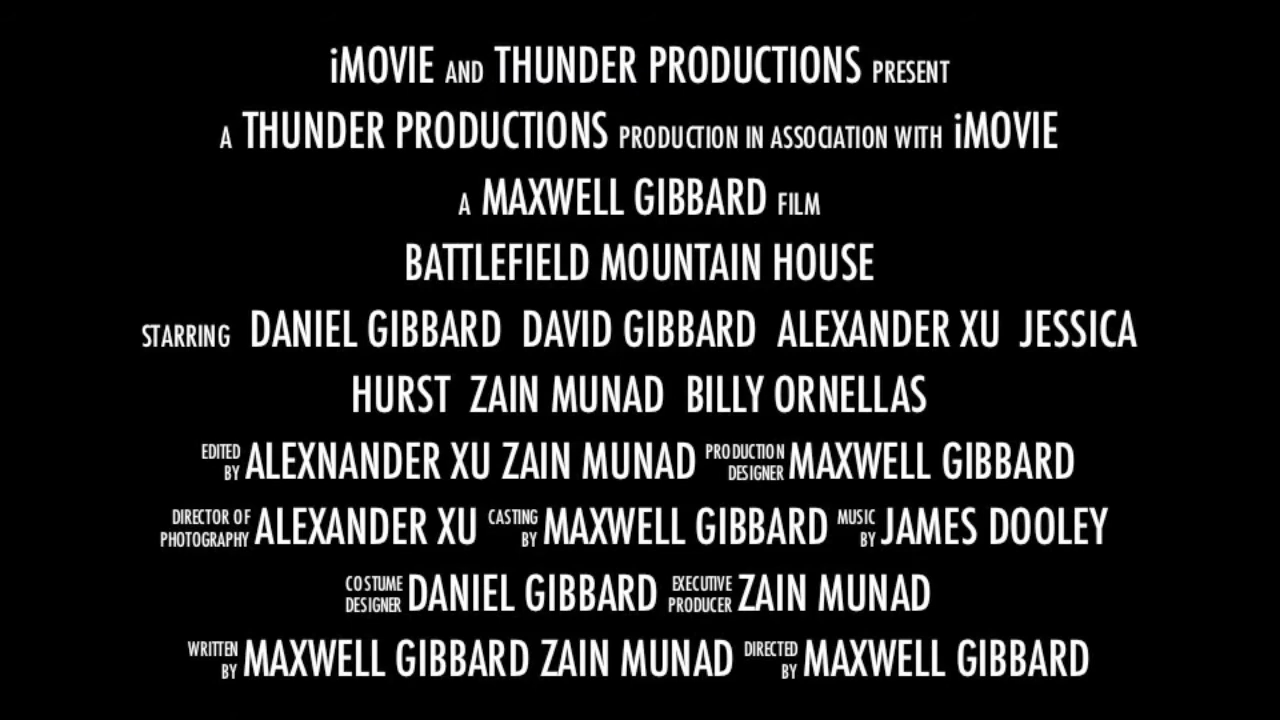 iMOVIE AND THUNDER PRODUCTIONS PRESENT
A THUNDER PRODUCTIONS PRODUCTION IN ASSOCIATION WITH iMOVIE
A MAXWELL GIBBARD FILM
BATTLEFIELD MOUNTAIN HOUSE
STARRING DANIEL GIBBARD DAVID GIBBARD ALEXANDER XU JESSICA
HURST ZAIN MUNAD BILLY ORNELLAS
EDITED BY ALEXNANDER XU ZAIN MUNAD PRODUCTION DESIGNER MAXWELL GIBBARD
DIRECTOR OF PHOTOGRAPHY ALEXANDER XU CASTING BY MAXWELL GIBBARD MUSIC BY JAMES DOOLEY
COSTUME DESIGNER DANIEL GIBBARD EXECUTIVE PRODUCER ZAIN MUNAD
WRITTEN BY MAXWELL GIBBARD ZAIN MUNAD DIRECTED BY MAXWELL GIBBARD